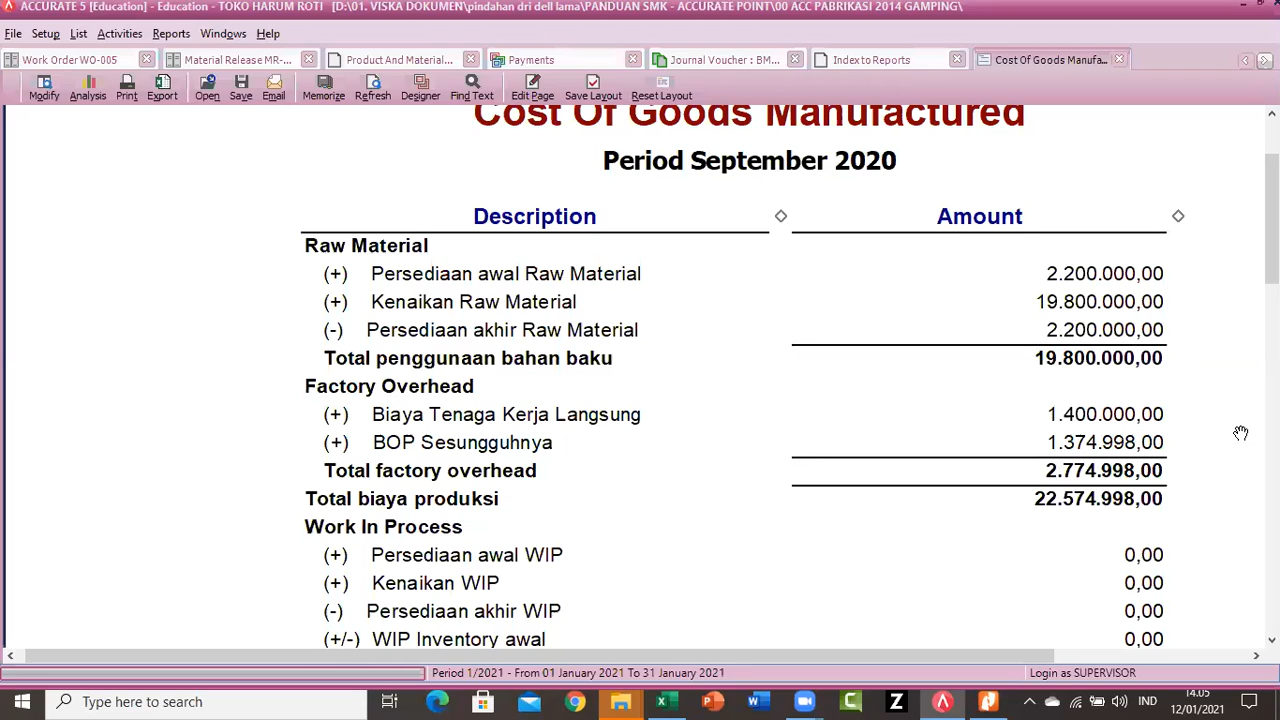 ACCURATE 5 [Education] - Education - TOKO HARUM ROTI [D:\01. VISKA DOKUMEN\pindahan dri dell lama\PANDUAN SMK - ACCURATE POINT\00 ACC PABRIKASI 2014 GAMPING\
File Setup List Activities Reports Windows Help
Work Order WO-005 Material Release MR-... Product And Material... Payments Journal Voucher : BM... Index to Reports Cost Of Goods Manufa...
Modify Analysis Print Export Open Save Email Memorize Refresh Designer Find Text Edit Page Save Layout Reset Layout
Cost Of Goods Manufactured
Period September 2020
Description Amount
Raw Material
(+) Persediaan awal Raw Material 2.200.000,00
(+) Kenaikan Raw Material 19.800.000,00
(-) Persediaan akhir Raw Material 2.200.000,00
Total penggunaan bahan baku 19.800.000,00
Factory Overhead
(+) Biaya Tenaga Kerja Langsung 1.400.000,00
(+) BOP Sesungguhnya 1.374.998,00
Total factory overhead 2.774.998,00
Total biaya produksi 22.574.998,00
Work In Process
(+) Persediaan awal WIP 0,00
(+) Kenaikan WIP 0,00
(-) Persediaan akhir WIP 0,00
(+/-) WIP Inventory awal 0,00
Period 1/2021 - From 01 January 2021 To 31 January 2021 Login as SUPERVISOR
Type here to search IND 14.05
12/01/2021